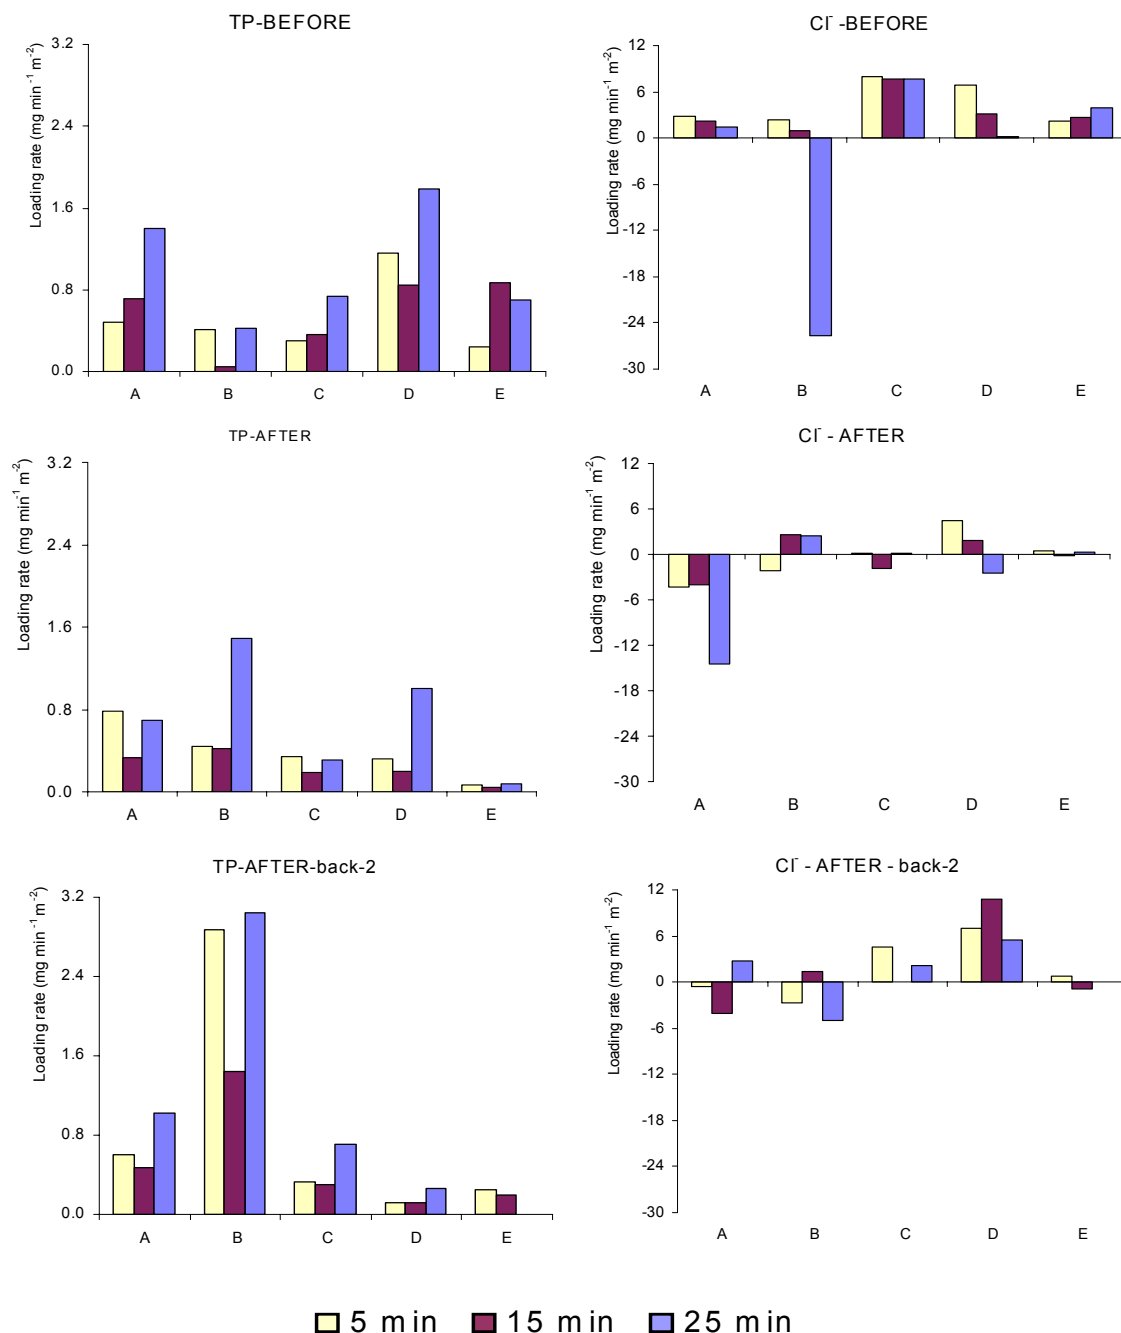 TP-BEFORE
Loading rate (mg min⁻¹ m⁻²)
3.2
2.4
1.6
0.8
0.0
A B C D E
Cl⁻ -BEFORE
Loading rate (mg min⁻¹ m⁻²)
12
6
0
-6
-12
-18
-24
-30
A B C D E
TP-AFTER
Loading rate (mg min⁻¹ m⁻²)
3.2
2.4
1.6
0.8
0.0
A B C D E
Cl⁻ - AFTER
Loading rate (mg min⁻¹ m⁻²)
12
6
0
-6
-12
-18
-24
-30
A B C D E
TP-AFTER-back-2
Loading rate (mg min⁻¹ m⁻²)
3.2
2.4
1.6
0.8
0.0
A B C D E
Cl⁻ - AFTER - back-2
Loading rate (mg min⁻¹ m⁻²)
12
6
0
-6
-12
-18
-24
-30
A B C D E
5 min 15 min 25 min